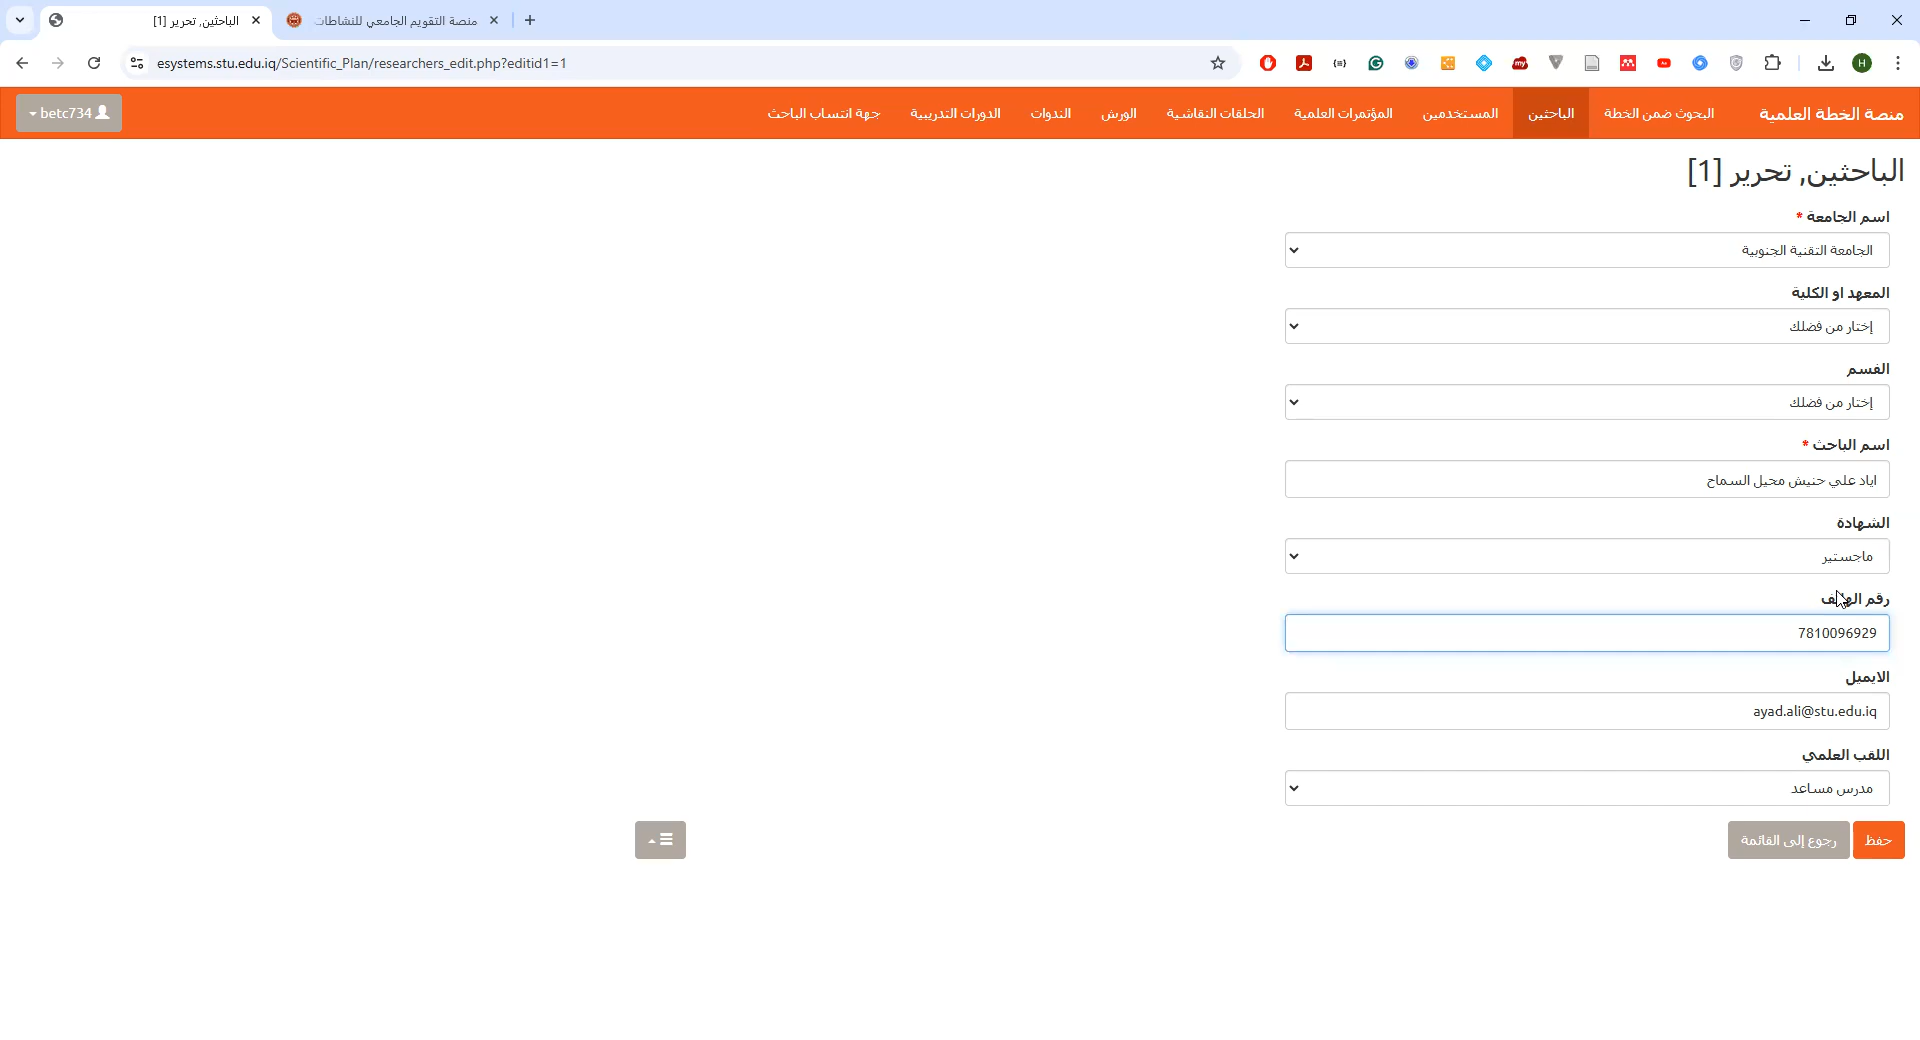 الباحثين, تحرير [1]
منصة التقويم الجامعي للنشاطات
esystems.stu.edu.iq/Scientific_Plan/researchers_edit.php?editid1=1
H
منصة الخطة العلمية البحوث ضمن الخطة الباحثين المستخدمين المؤتمرات العلمية الحلقات النقاشية الورش الندوات الدورات التدريبية جهة انتساب الباحث betc734
الباحثين, تحرير [1]
اسم الجامعة *
الجامعة التقنية الجنوبية
المعهد او الكلية
إختار من فضلك
الفسم
إختار من فضلك
اسم الباحث *
اياد علي حنيش محيل السماح
الشهادة
ماجستير
رقم الهاتف
7810096929
الايميل
ayad.ali@stu.edu.iq
اللقب العلمي
مدرس مساعد
حفظ رجوع إلى القائمة